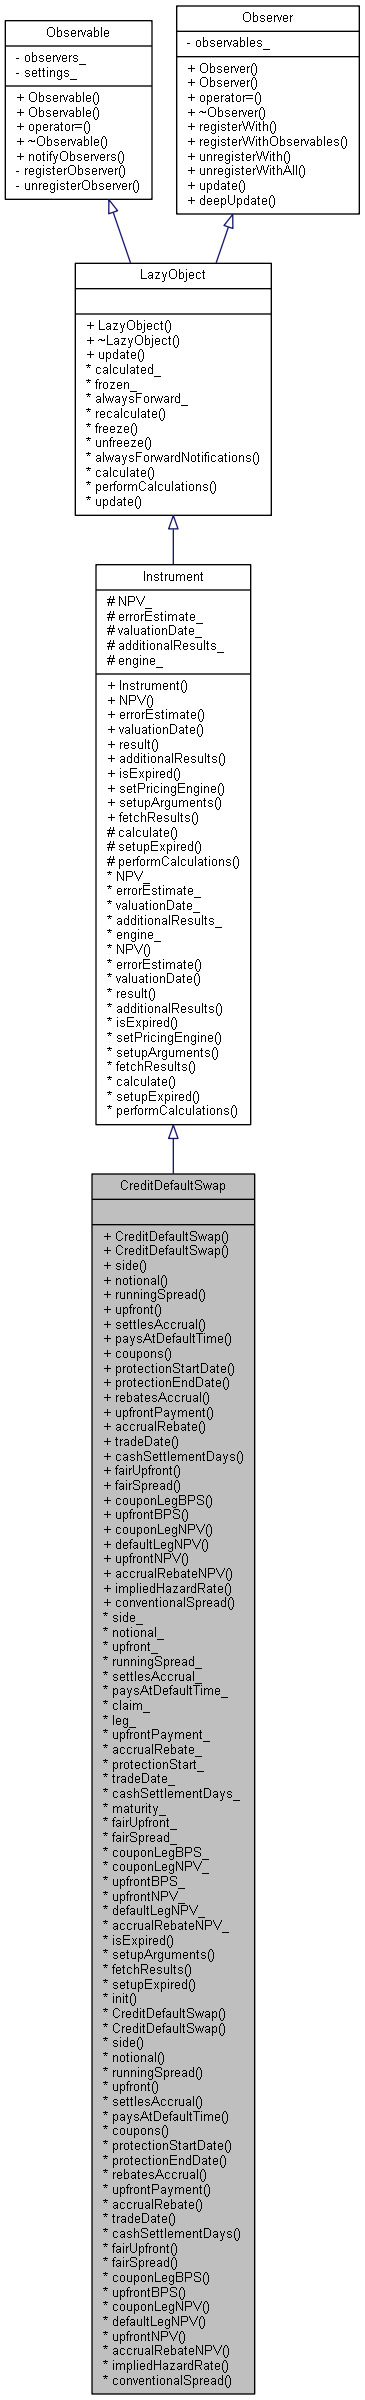 Observable
- observers_
- settings_
+ Observable()
+ Observable()
+ operator=()
+ ~Observable()
+ notifyObservers()
- registerObserver()
- unregisterObserver()
Observer
- observables_
+ Observer()
+ Observer()
+ operator=()
+ ~Observer()
+ registerWith()
+ registerWithObservables()
+ unregisterWith()
+ unregisterWithAll()
+ update()
+ deepUpdate()
LazyObject
+ LazyObject()
+ ~LazyObject()
+ update()
* calculated_
* frozen_
* alwaysForward_
* recalculate()
* freeze()
* unfreeze()
* alwaysForwardNotifications()
* calculate()
* performCalculations()
* update()
Instrument
# NPV_
# errorEstimate_
# valuationDate_
# additionalResults_
# engine_
+ Instrument()
+ NPV()
+ errorEstimate()
+ valuationDate()
+ result()
+ additionalResults()
+ isExpired()
+ setPricingEngine()
+ setupArguments()
+ fetchResults()
# calculate()
# setupExpired()
# performCalculations()
* NPV_
* errorEstimate_
* valuationDate_
* additionalResults_
* engine_
* NPV()
* errorEstimate()
* valuationDate()
* result()
* additionalResults()
* isExpired()
* setPricingEngine()
* setupArguments()
* fetchResults()
* calculate()
* setupExpired()
* performCalculations()
CreditDefaultSwap
+ CreditDefaultSwap()
+ CreditDefaultSwap()
+ side()
+ notional()
+ runningSpread()
+ upfront()
+ settlesAccrual()
+ paysAtDefaultTime()
+ coupons()
+ protectionStartDate()
+ protectionEndDate()
+ rebatesAccrual()
+ upfrontPayment()
+ accrualRebate()
+ tradeDate()
+ cashSettlementDays()
+ fairUpfront()
+ fairSpread()
+ couponLegBPS()
+ upfrontBPS()
+ couponLegNPV()
+ defaultLegNPV()
+ upfrontNPV()
+ accrualRebateNPV()
+ impliedHazardRate()
+ conventionalSpread()
* side_
* notional_
* upfront_
* runningSpread_
* settlesAccrual_
* paysAtDefaultTime_
* claim_
* leg_
* upfrontPayment_
* accrualRebate_
* protectionStart_
* tradeDate_
* cashSettlementDays_
* maturity_
* fairUpfront_
* fairSpread_
* couponLegBPS_
* couponLegNPV_
* upfrontBPS_
* upfrontNPV_
* defaultLegNPV_
* accrualRebateNPV_
* isExpired()
* setupArguments()
* fetchResults()
* setupExpired()
* init()
* CreditDefaultSwap()
* CreditDefaultSwap()
* side()
* notional()
* runningSpread()
* upfront()
* settlesAccrual()
* paysAtDefaultTime()
* coupons()
* protectionStartDate()
* protectionEndDate()
* rebatesAccrual()
* upfrontPayment()
* accrualRebate()
* tradeDate()
* cashSettlementDays()
* fairUpfront()
* fairSpread()
* couponLegBPS()
* upfrontBPS()
* couponLegNPV()
* defaultLegNPV()
* upfrontNPV()
* accrualRebateNPV()
* impliedHazardRate()
* conventionalSpread()